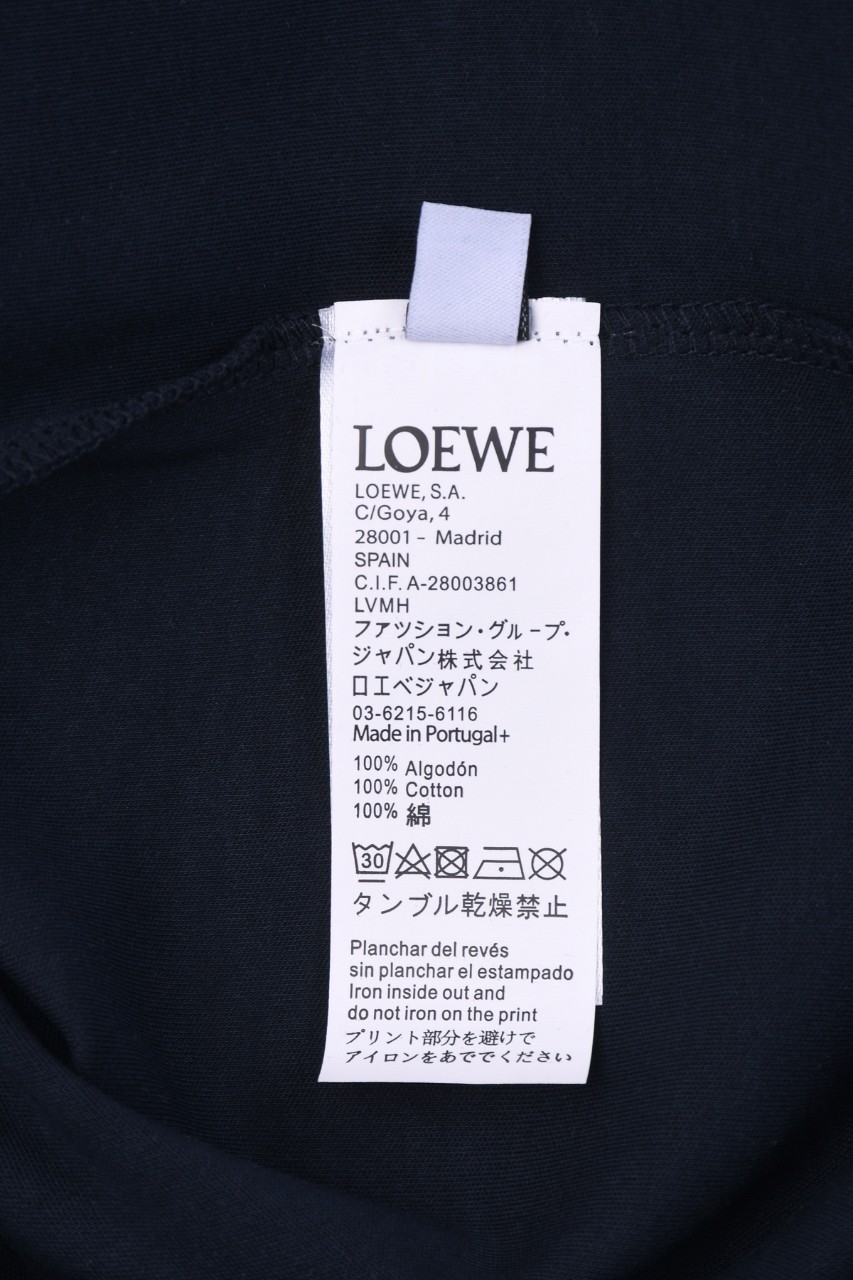 LOEWE
LOEWE, S.A.
C/Goya, 4
28001 - Madrid
SPAIN
C.I.F. A-28003861
LVMH
ファツション・グループ・
ジャパン株式会社
ロエベジャパン
03-6215-6116
Made in Portugal+
100% Algodón
100% Cotton
100% 綿
30
タンブル乾燥禁止
Planchar del revés
sin planchar el estampado
Iron inside out and
do not iron on the print
プリント部分を避けで
アイロンをあででください